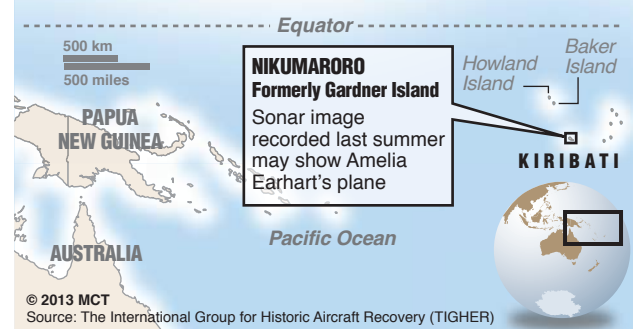 Equator
500 km
500 miles
NIKUMARORO
Formerly Gardner Island
Sonar image
recorded last summer
may show Amelia
Earhart's plane
Howland
Island
Baker
Island
PAPUA
NEW GUINEA
KIRIBATI
Pacific Ocean
AUSTRALIA
© 2013 MCT
Source: The International Group for Historic Aircraft Recovery (TIGHER)